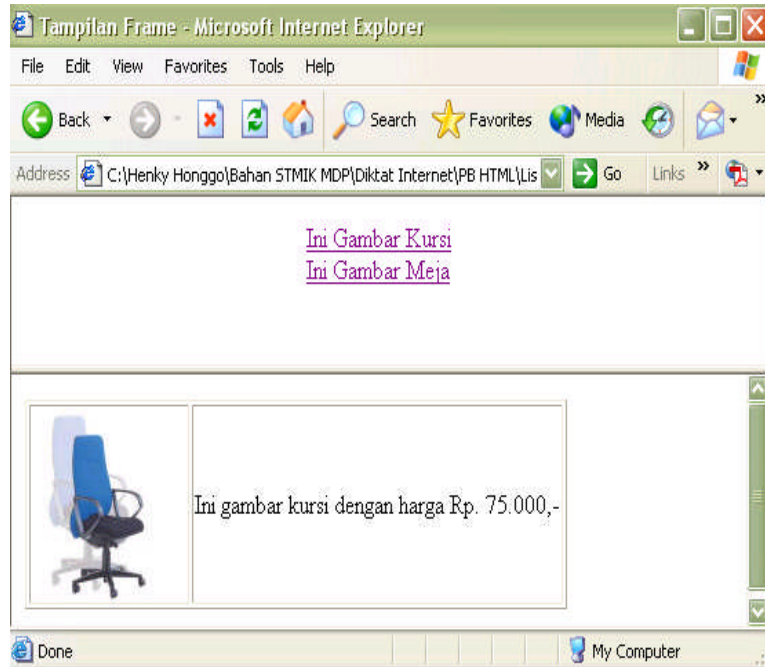 Tampilan Frame - Microsoft Internet Explorer
File Edit View Favorites Tools Help
Back Search Favorites Media »
Address C:\Henky Honggo\Bahan STMIK MDP\Diktat Internet\PB HTML\Lis Go Links »
Ini Gambar Kursi
Ini Gambar Meja
Ini gambar kursi dengan harga Rp. 75.000,-
Done My Computer